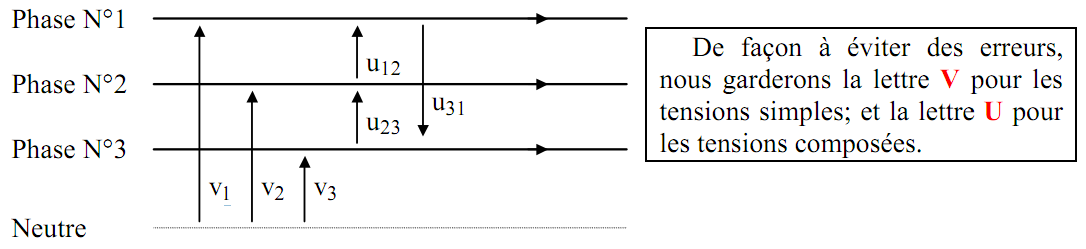 Phase N°1
u12
Phase N°2
u31
u23
Phase N°3
v1 v2 v3
Neutre
De façon à éviter des erreurs,
nous garderons la lettre V pour les
tensions simples; et la lettre U pour
les tensions composées.